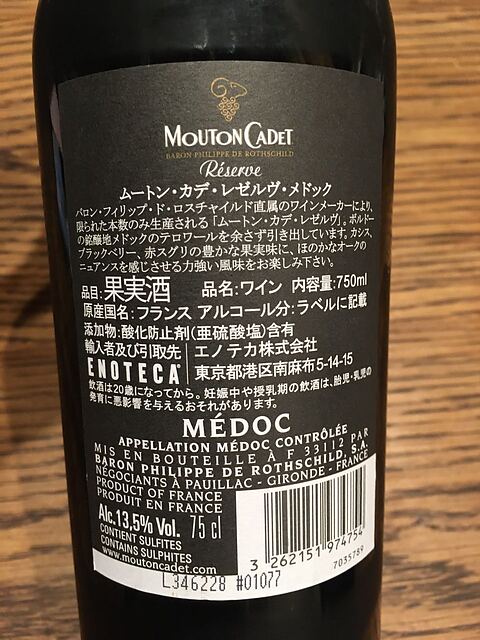 MOUTON CADET
BARON PHILIPPE DE ROTHSCHILD
Réserve
ムートン・カデ・レゼルヴ・メドック
バロン・フィリップ・ド・ロスチャイルド直属のワインメーカーにより、
限られた本数のみ生産される「ムートン・カデ・レゼルヴ」。ボルドー
の銘醸地メドックのテロワールを余さず引き出しています。カシス、
ブラックベリー、赤スグリの豊かな果実味に、ほのかなオークの
ニュアンスを感じさせる力強い風味をお楽しみ下さい。
品目:果実酒 品名:ワイン 内容量:750ml
原産国名:フランス アルコール分:ラベルに記載
添加物:酸化防止剤(亜硫酸塩)含有
輸入者及び引取先 エノテカ株式会社
ENOTECA 東京都港区南麻布5-14-15
飲酒は20歳になってから。妊娠中や授乳期の飲酒は、胎児・乳児の
発育に悪影響を与えるおそれがあります。
MÉDOC
APPELLATION MÉDOC CONTRÔLÉE
MIS EN BOUTEILLE À F 33112 PAR
BARON PHILIPPE DE ROTHSCHILD, S.A.
NÉGOCIANTS À PAUILLAC - GIRONDE - FRANCE
PRODUCT OF FRANCE
PRODUIT EN FRANCE
Alc.13,5% Vol. 75 cl
CONTIENT SULFITES
CONTAINS SULPHITES
www.moutoncadet.com
3 262151 974754
7035789
L346228 #01077